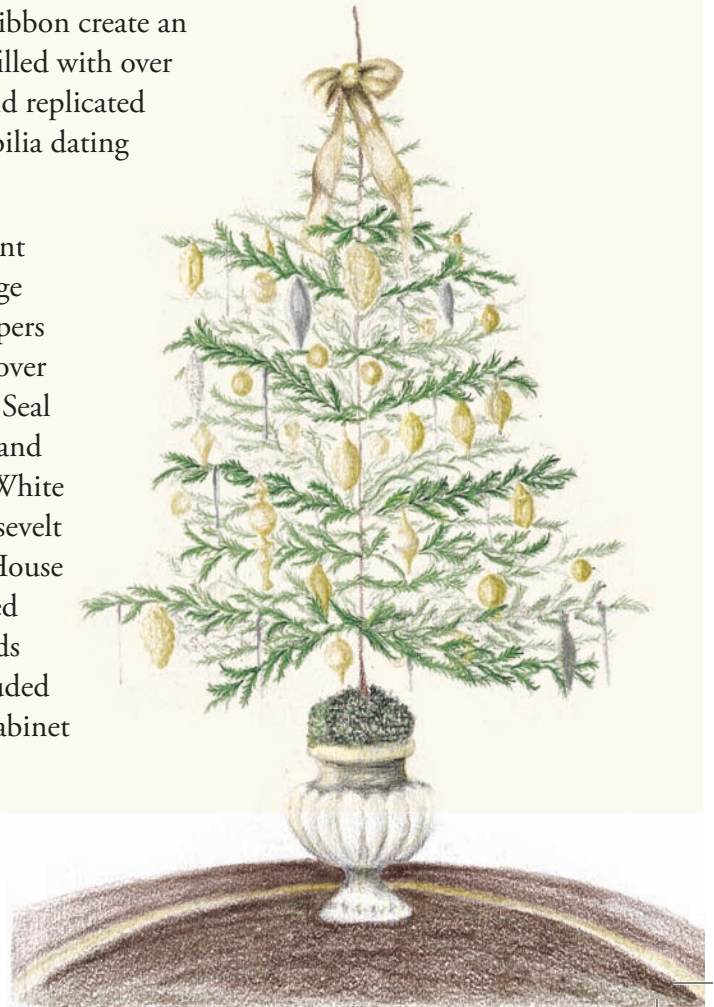 ibbon create an
illed with over
d replicated
bilia dating
nt
ge
pers
over
Seal
and
White
sevelt
House
ed
ds
uded
abinet